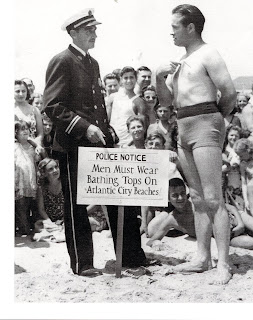 POLICE NOTICE
Men Must Wear
Bathing Tops On
Atlantic City Beaches